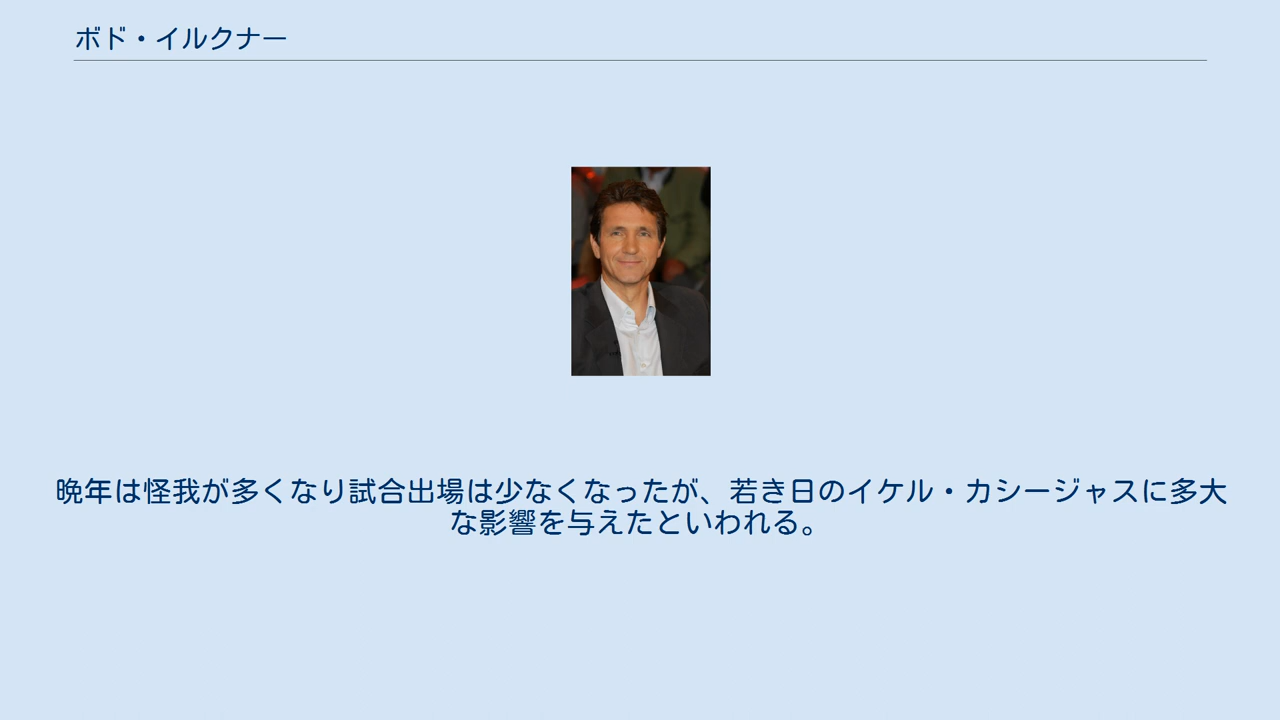 ボド・イルクナー
晩年は怪我が多くなり試合出場は少なくなったが、若き日のイケル・カシージャスに多大
な影響を与えたといわれる。